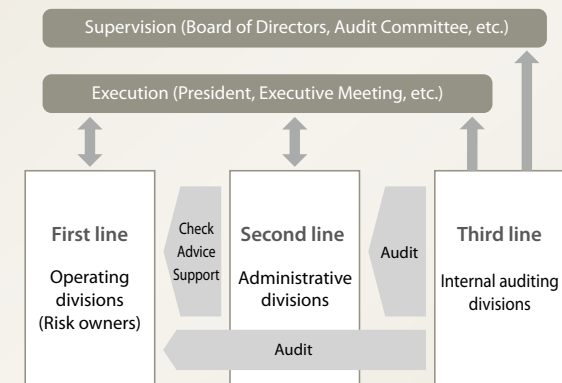 Supervision (Board of Directors, Audit Committee, etc.)
Execution (President, Executive Meeting, etc.)
First line
Operating
divisions
(Risk owners)
Check
Advice
Support
Second line
Administrative
divisions
Audit
Third line
Internal auditing
divisions
Audit